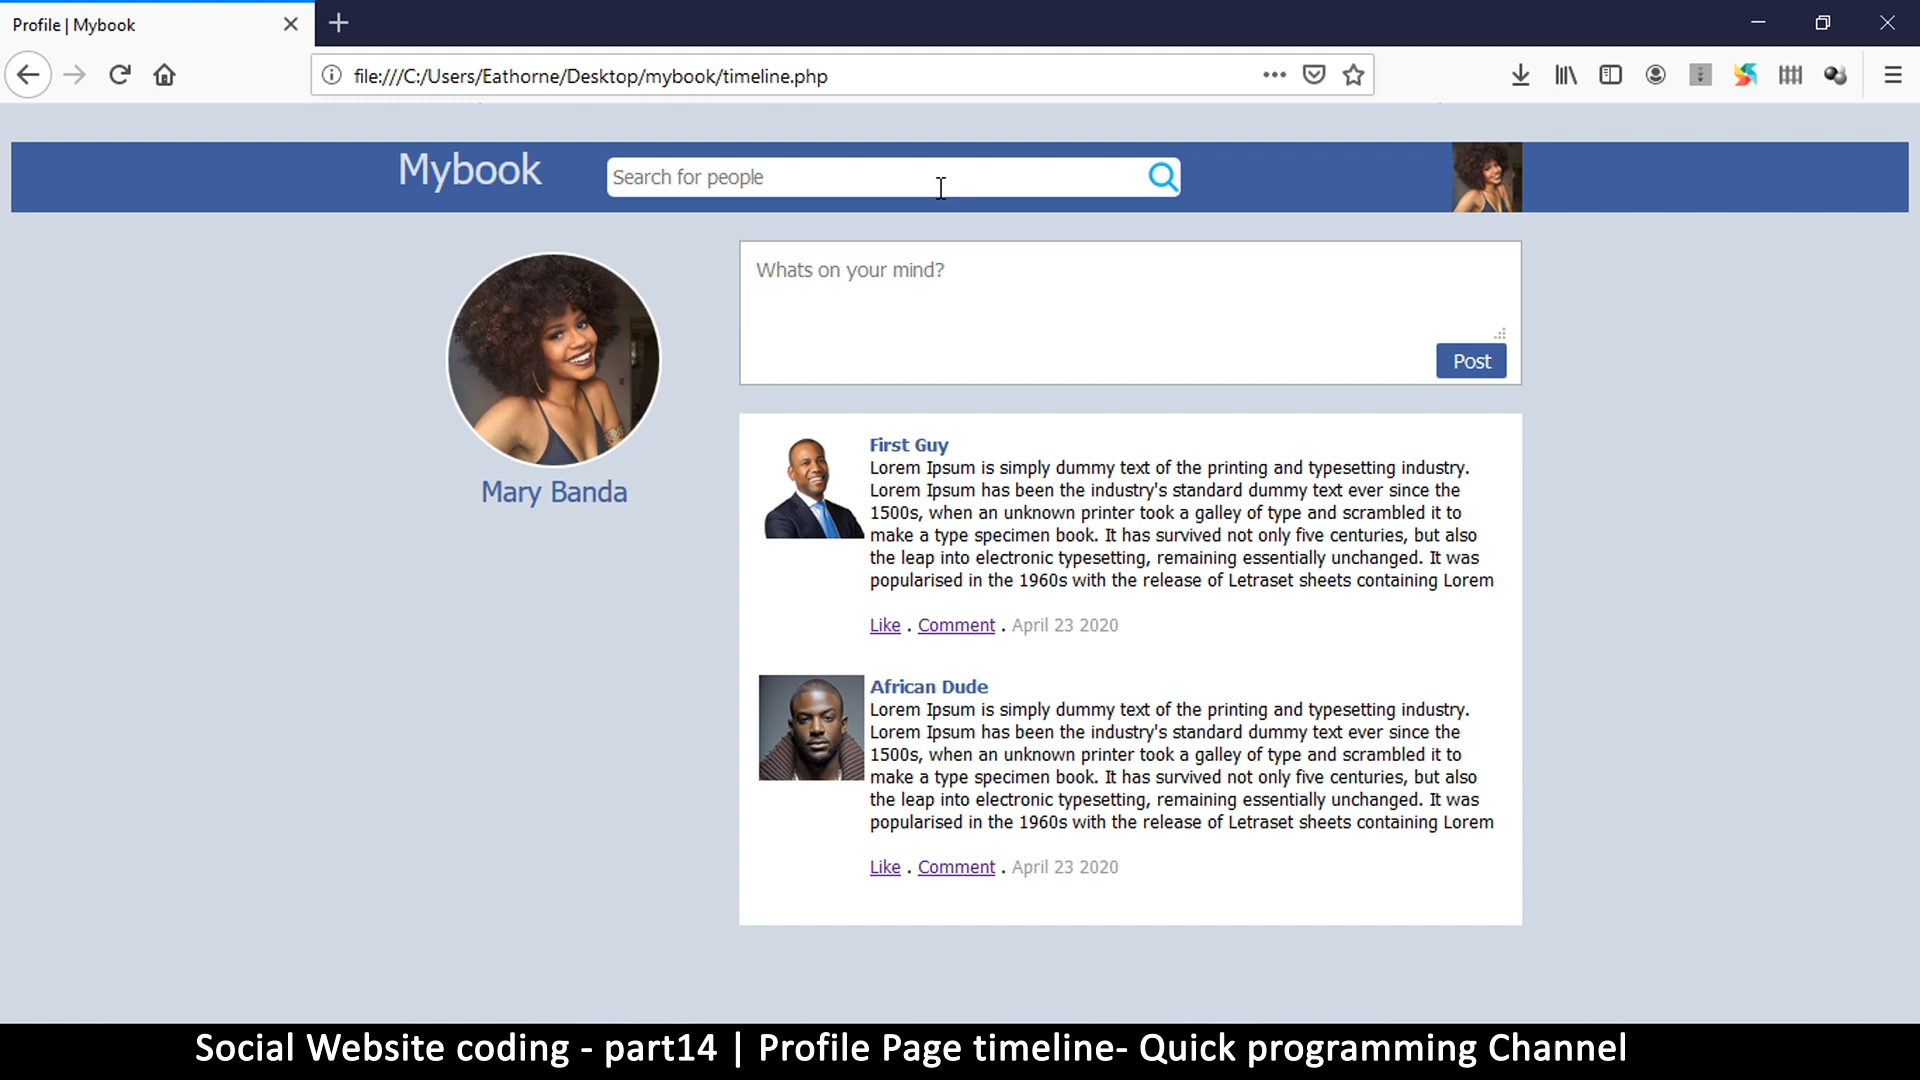 Profile | Mybook
file:///C:/Users/Eathorne/Desktop/mybook/timeline.php
Mybook
Search for people
Whats on your mind?
Post
Mary Banda
First Guy
Lorem Ipsum is simply dummy text of the printing and typesetting industry.
Lorem Ipsum has been the industry's standard dummy text ever since the
1500s, when an unknown printer took a galley of type and scrambled it to
make a type specimen book. It has survived not only five centuries, but also
the leap into electronic typesetting, remaining essentially unchanged. It was
popularised in the 1960s with the release of Letraset sheets containing Lorem
Like . Comment . April 23 2020
African Dude
Lorem Ipsum is simply dummy text of the printing and typesetting industry.
Lorem Ipsum has been the industry's standard dummy text ever since the
1500s, when an unknown printer took a galley of type and scrambled it to
make a type specimen book. It has survived not only five centuries, but also
the leap into electronic typesetting, remaining essentially unchanged. It was
popularised in the 1960s with the release of Letraset sheets containing Lorem
Like . Comment . April 23 2020
Social Website coding - part14 | Profile Page timeline- Quick programming Channel